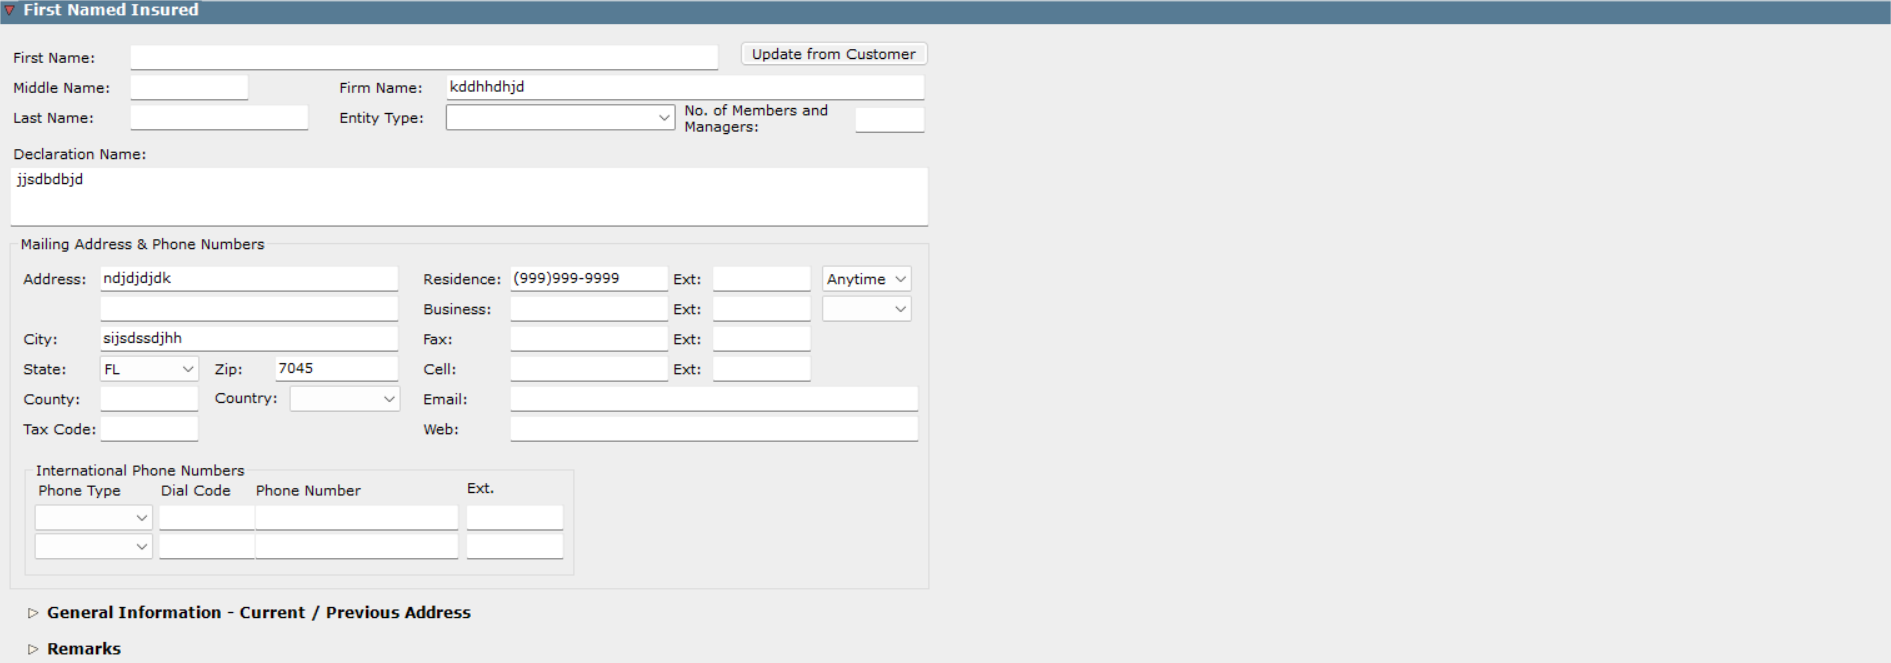 First Named Insured
First Name:
Update from Customer
Middle Name:
Firm Name: kddhhdhjd
Last Name:
Entity Type:
No. of Members and
Managers:
Declaration Name:
jjsdbdbjd
Mailing Address & Phone Numbers
Address: ndjdjdjdk
Residence: (999)999-9999 Ext: Anytime
Business: Ext:
City: sijsdssdjhh
Fax: Ext:
State: FL Zip: 7045
Cell: Ext:
County: Country:
Email:
Tax Code:
Web:
International Phone Numbers
Phone Type Dial Code Phone Number Ext.
General Information - Current / Previous Address
Remarks